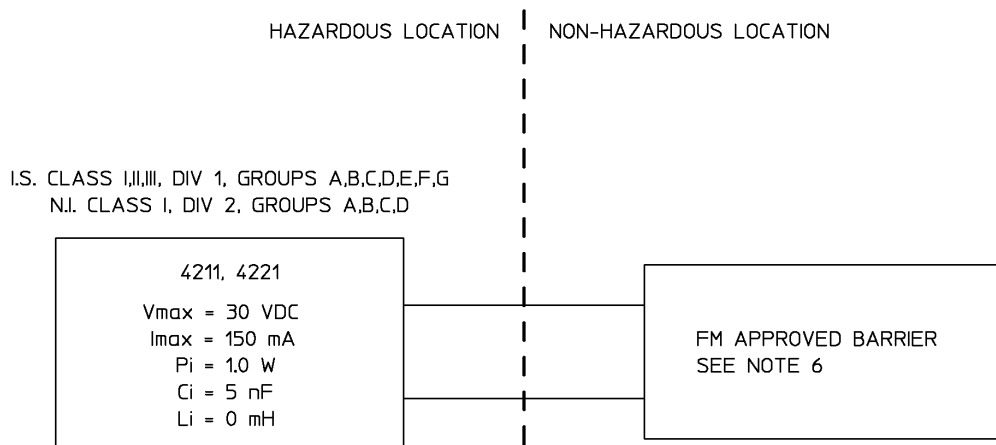 HAZARDOUS LOCATION
NON-HAZARDOUS LOCATION
I.S. CLASS I,II,III, DIV 1, GROUPS A,B,C,D,E,F,G
N.I. CLASS I, DIV 2, GROUPS A,B,C,D
4211, 4221
Vmax = 30 VDC
Imax = 150 mA
Pi = 1.0 W
Ci = 5 nF
Li = 0 mH
FM APPROVED BARRIER
SEE NOTE 6